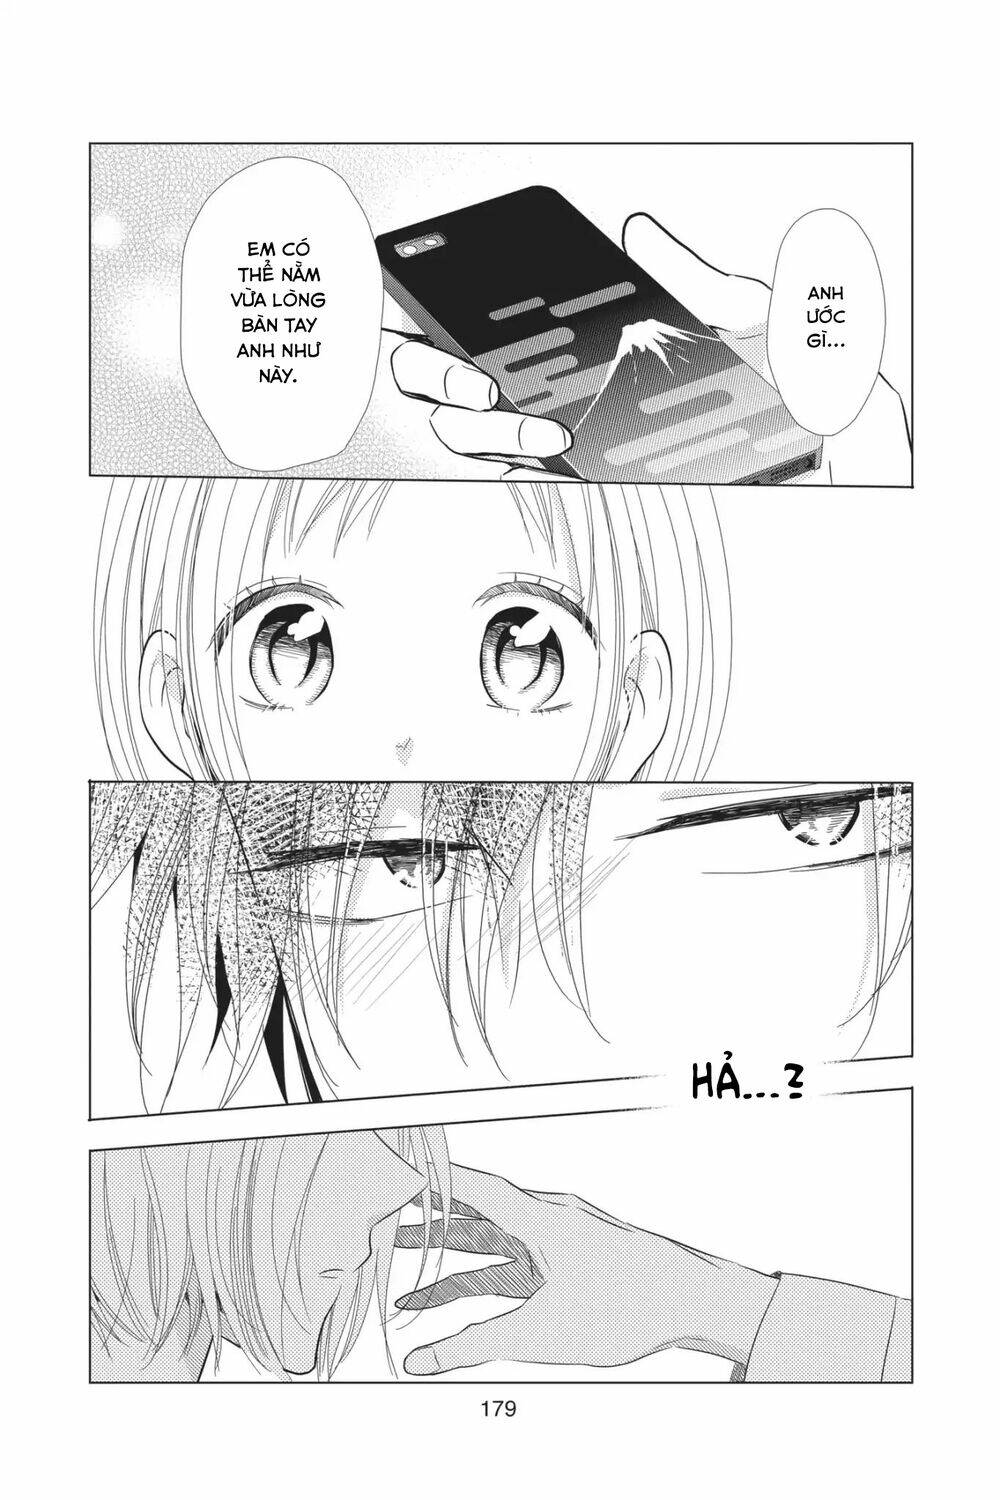 ANH
ƯỚC
GÌ...
EM CÓ
THỂ NẰM
VỪA LÒNG
BÀN TAY
ANH NHƯ
NÀY.
HẢ...?
179